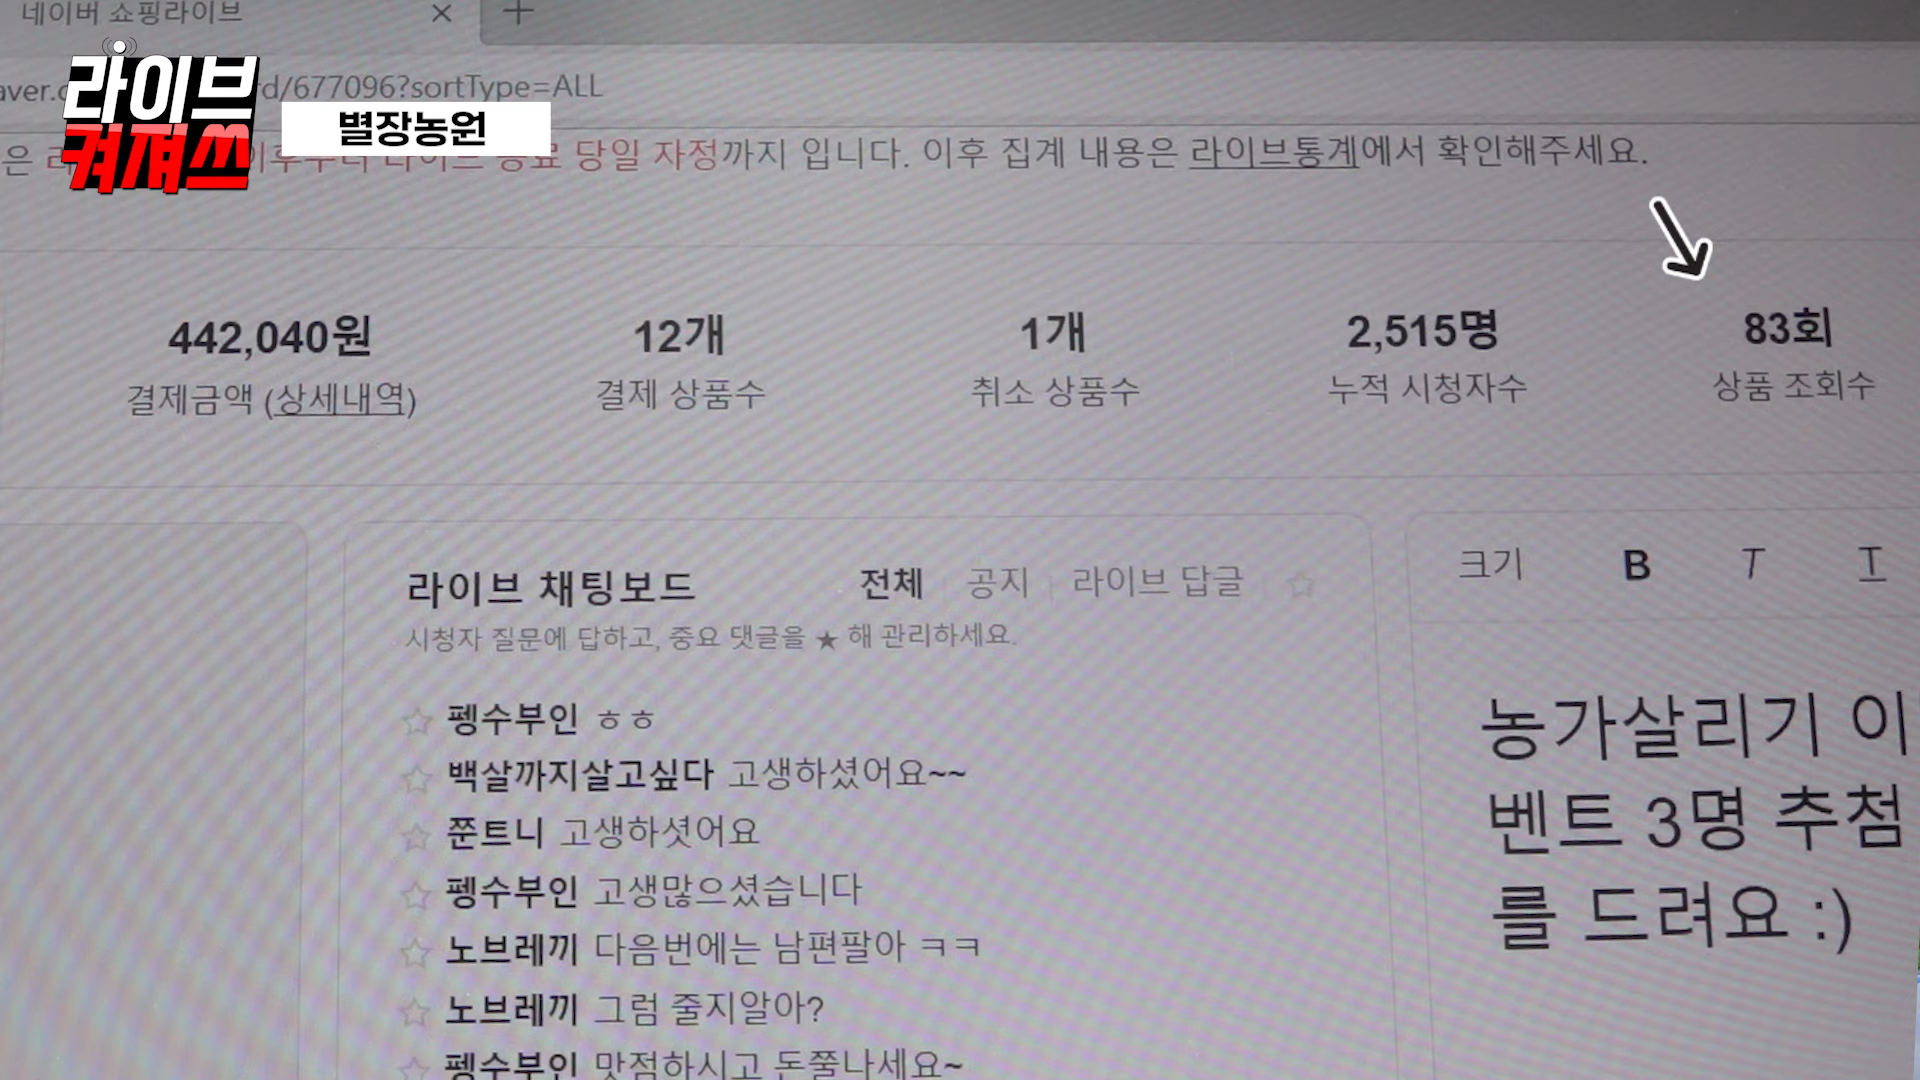 네이버 쇼핑라이브
aver.c rd/677096?sortType=ALL
라이브
켜져쓰
별장농원
은 라이브 종료 당일 자정까지 입니다. 이후 집계 내용은 라이브통계에서 확인해주세요.
442,040원
결제금액 (상세내역)
12개
결제 상품수
1개
취소 상품수
2,515명
누적 시청자수
83회
상품 조회수
라이브 채팅보드
전체 공지 라이브 답글
시청자 질문에 답하고, 중요 댓글을 ★ 해 관리하세요.
펭수부인 ㅎㅎ
백살까지살고싶다 고생하셨어요~~
쭌트니 고생하셧어요
펭수부인 고생많으셨습니다
노브레끼 다음번에는 남편팔아 ㅋㅋ
노브레끼 그럼 줄지알아?
펭수부인 맛점하시고 돈쭐나세요~
크기 B T T
농가살리기 이
벤트 3명 추첨
를 드려요 :)